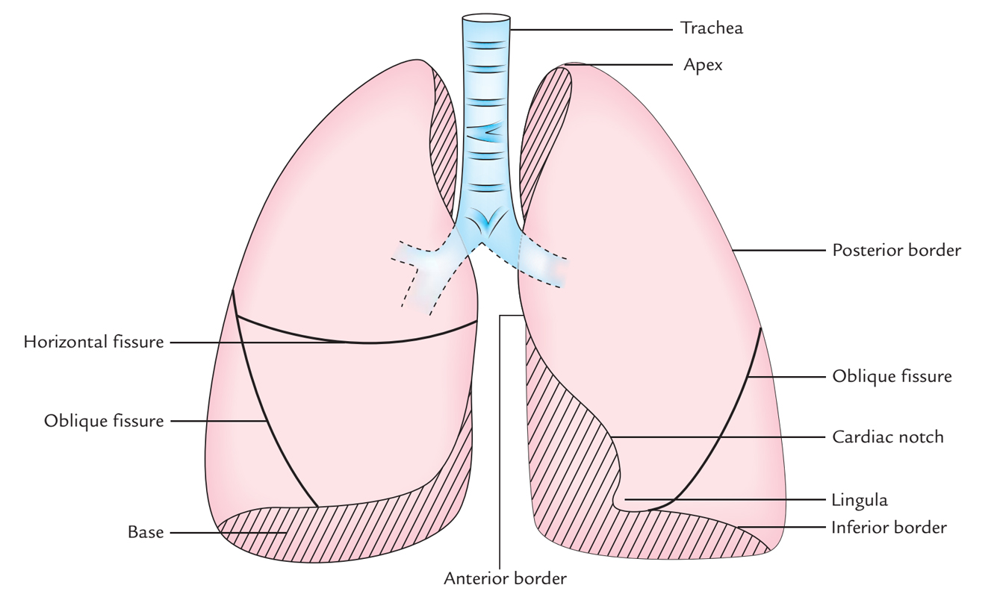 Trachea
Apex
Posterior border
Horizontal fissure
Oblique fissure
Oblique fissure
Cardiac notch
Lingula
Inferior border
Base
Anterior border